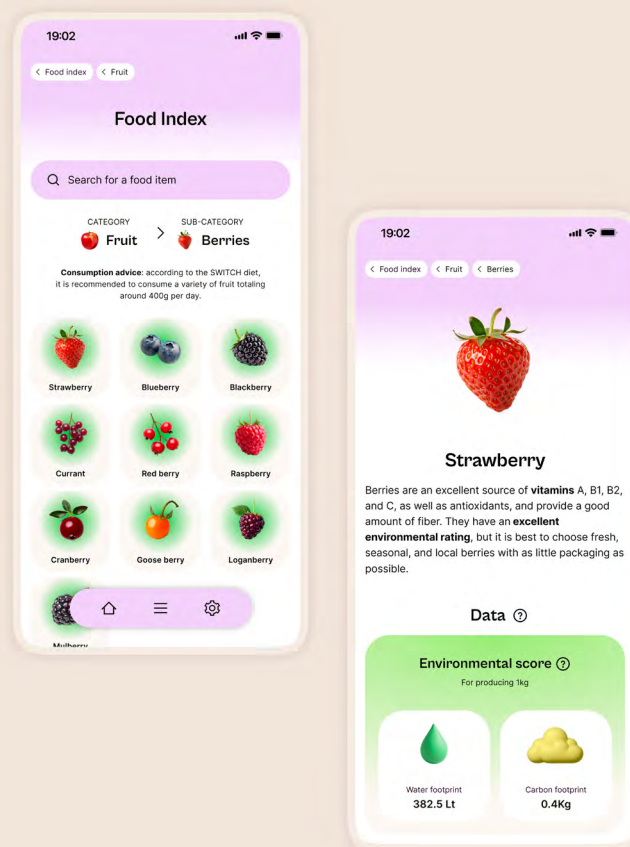 19:02
Food index
Fruit
Food Index
Search for a food item
CATEGORY
Fruit
SUB-CATEGORY
Berries
Consumption advice: according to the SWITCH diet,
it is recommended to consume a variety of fruit totaling
around 400g per day.
Strawberry
Blueberry
Blackberry
Currant
Red berry
Raspberry
Cranberry
Goose berry
Loganberry
Mulberry
19:02
Food index
Fruit
Berries
Strawberry
Berries are an excellent source of vitamins A, B1, B2,
and C, as well as antioxidants, and provide a good
amount of fiber. They have an excellent
environmental rating, but it is best to choose fresh,
seasonal, and local berries with as little packaging as
possible.
Data ?
Environmental score ?
For producing 1kg
Water footprint
382.5 Lt
Carbon footprint
0.4Kg